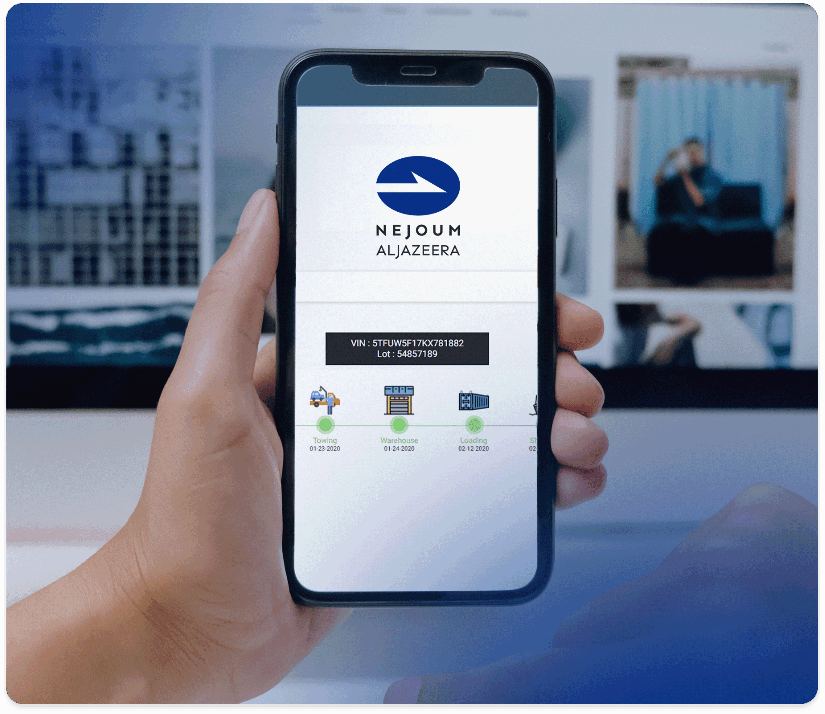 NEJOUM
ALJAZEERA
VIN : 5TFUW5F17KX781882
Lot : 54857189
Towing Warehouse Loading
01-23-2020 01-24-2020 02-12-2020